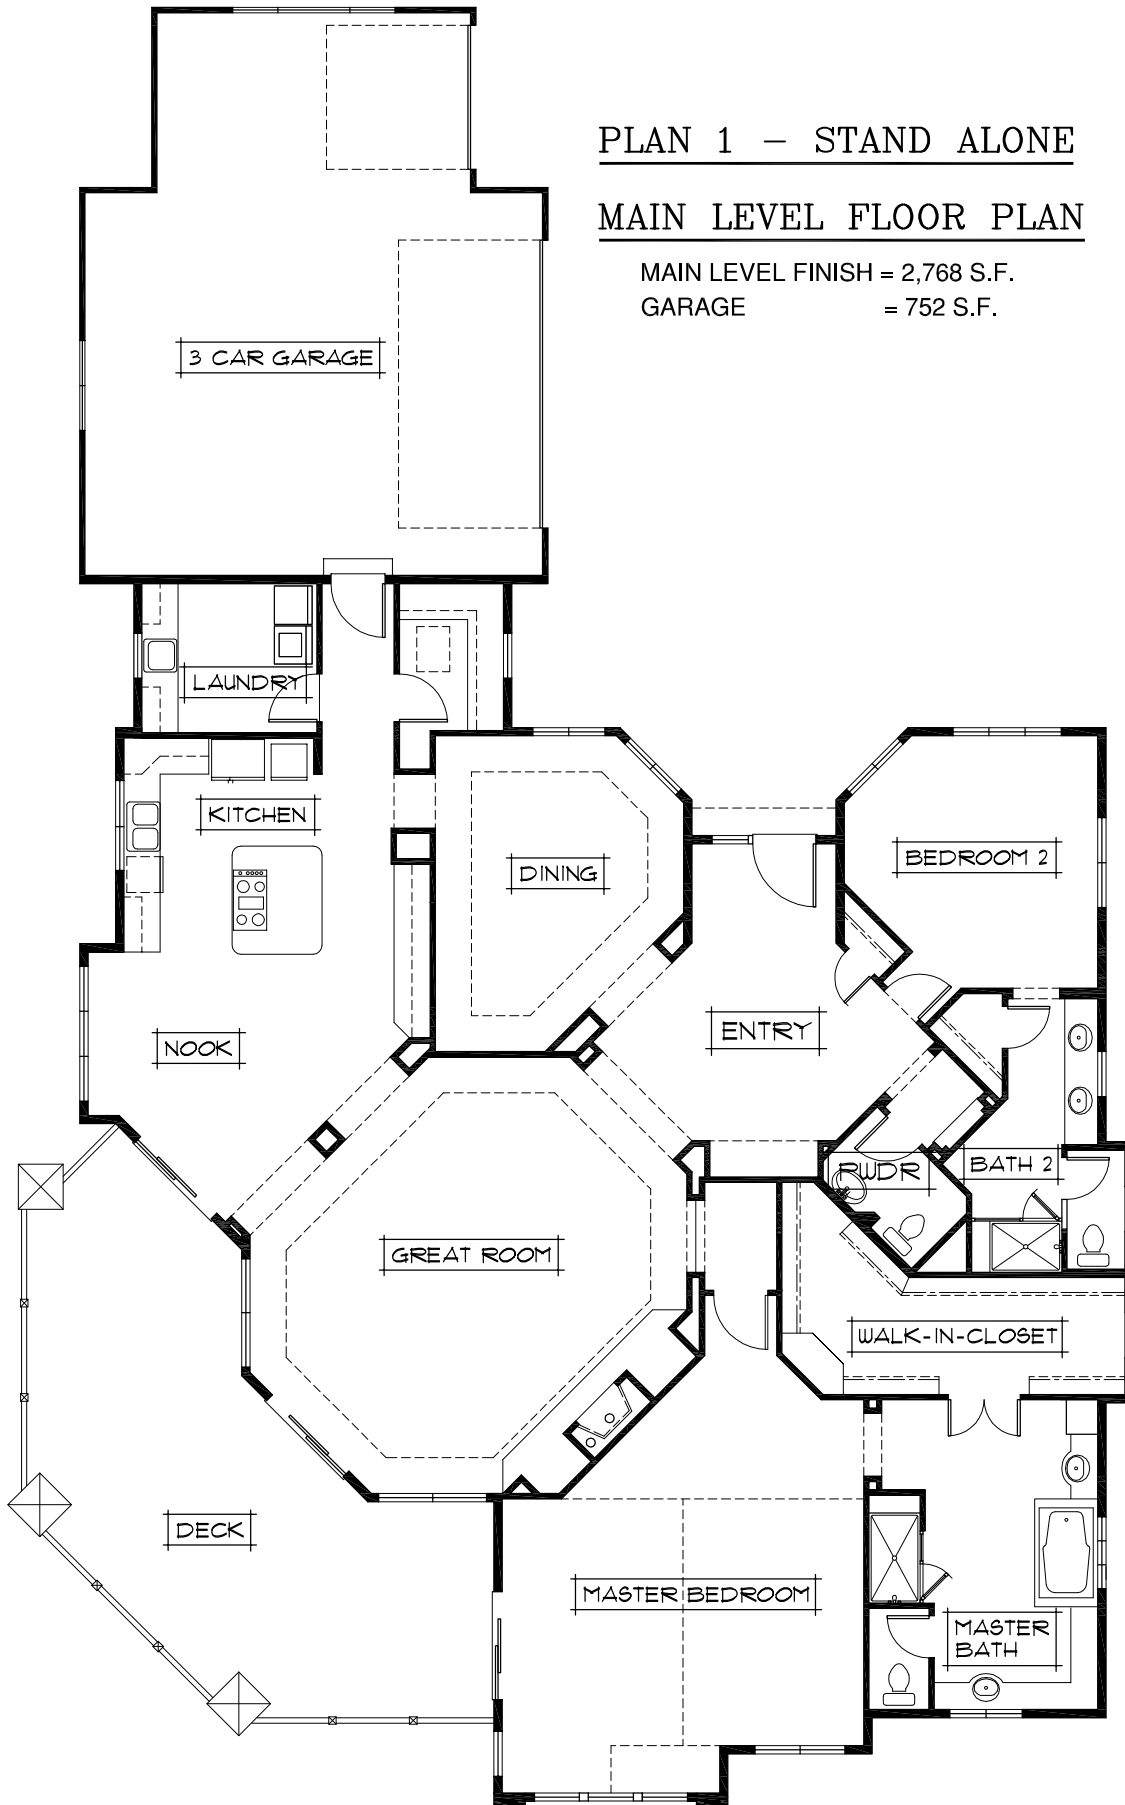 PLAN 1 - STAND ALONE
MAIN LEVEL FLOOR PLAN
MAIN LEVEL FINISH = 2,768 S.F.
GARAGE = 752 S.F.
3 CAR GARAGE
LAUNDRY
KITCHEN
DINING
BEDROOM 2
ENTRY
NOOK
PWDR
BATH 2
GREAT ROOM
WALK-IN-CLOSET
DECK
MASTER BEDROOM
MASTER
BATH